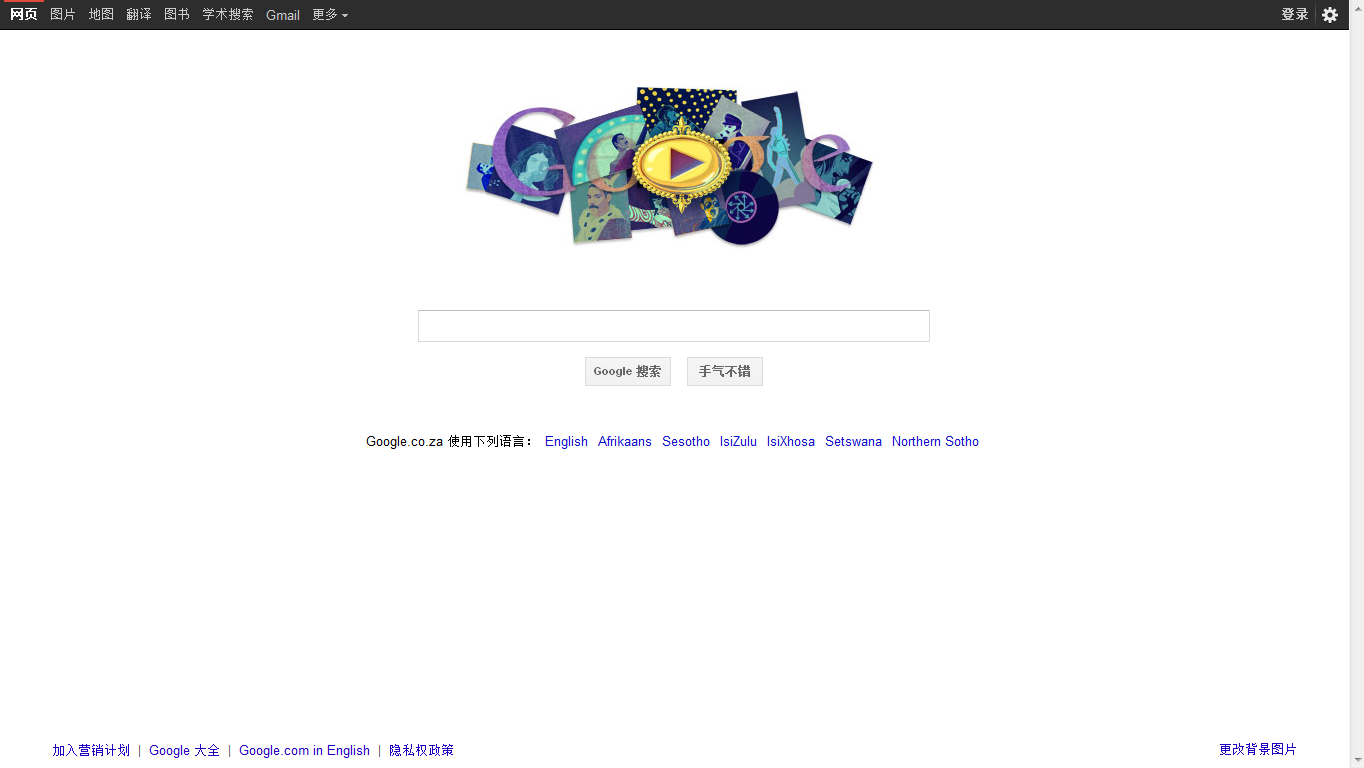 网页 图片 地图 翻译 图书 学术搜索 Gmail 更多 登录
Google
Google 搜索 手气不错
Google.co.za 使用下列语言： English Afrikaans Sesotho IsiZulu IsiXhosa Setswana Northern Sotho
加入营销计划 | Google 大全 | Google.com in English | 隐私权政策 更改背景图片